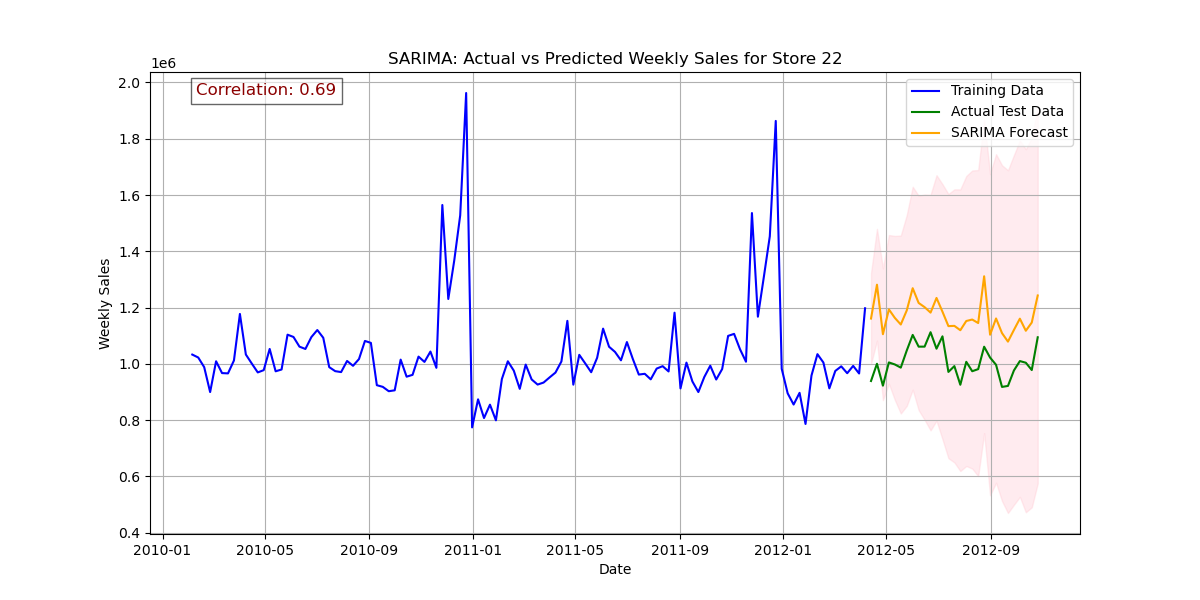 SARIMA: Actual vs Predicted Weekly Sales for Store 22
1e6
Correlation: 0.69
Training Data
Actual Test Data
SARIMA Forecast
2.0
1.8
1.6
1.4
1.2
1.0
0.8
0.6
0.4
Weekly Sales
2010-01 2010-05 2010-09 2011-01 2011-05 2011-09 2012-01 2012-05 2012-09
Date